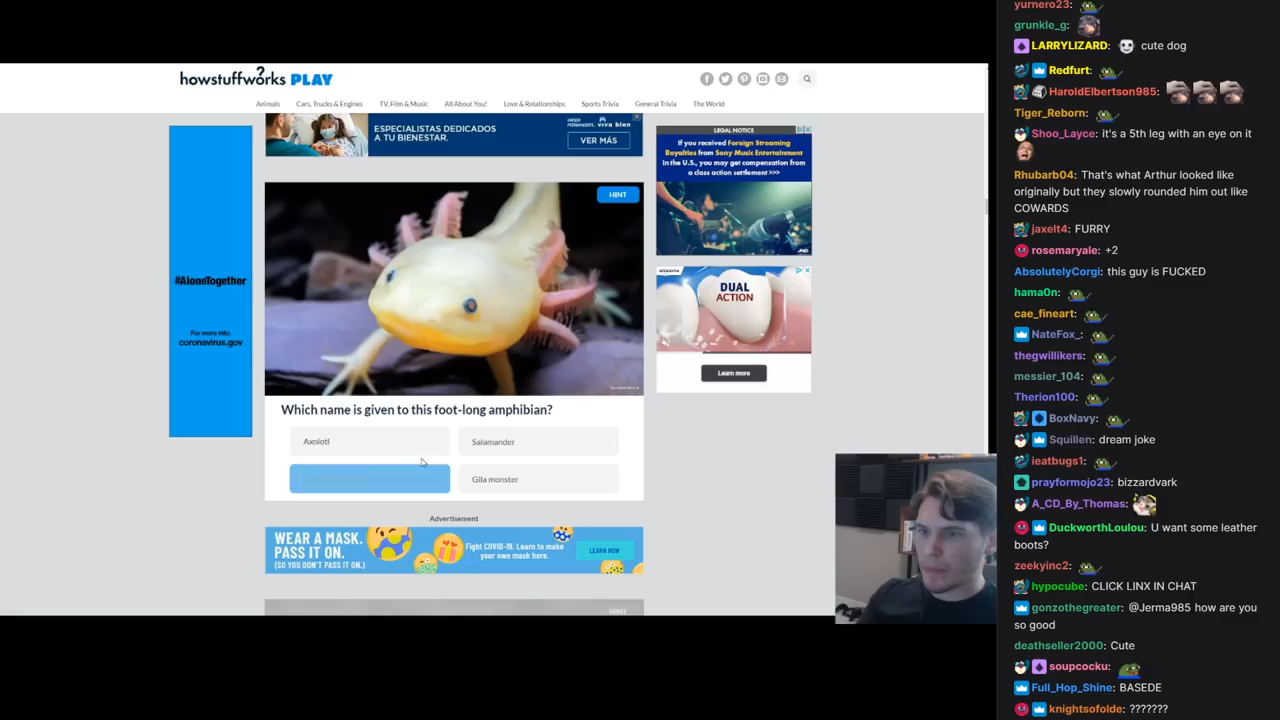 howstuffworks PLAY
Animals
Cars, Trucks & Engines
TV, Film & Music
All About You!
Love & Relationships
Sports Trivia
General Trivia
The World
ESPECIALISTAS DEDICADOS
A TU BIENESTAR.
KAISER PERMANENTE
viva bien
VER MÁS
#AloneTogether
For more info:
coronavirus.gov
HINT
Which name is given to this foot-long amphibian?
Axolotl
Salamander
Gila monster
Advertisement
WEAR A MASK.
PASS IT ON.
(SO YOU DON'T PASS IT ON.)
Fight COVID-19. Learn to make
your own mask here.
LEARN NOW
HINT
LEGAL NOTICE
If you received Foreign Streaming
Royalties from Sony Music Entertainment
in the U.S., you may get compensation from
a class action settlement >>>
JND
DUAL
ACTION
Learn more
yurnero23:
grunkle_g:
LARRYLIZARD: cute dog
Redfurt:
HaroldElbertson985:
Tiger_Reborn:
Shoo_Layce: it's a 5th leg with an eye on it
Rhubarb04: That's what Arthur looked like
originally but they slowly rounded him out like
COWARDS
jaxelt4: FURRY
rosemaryale: +2
AbsolutelyCorgi: this guy is FUCKED
hama0n:
cae_fineart:
NateFox_:
thegwillikers:
messier_104:
Therion100:
BoxNavy:
Squillen: dream joke
ieatbugs1:
prayformojo23: bizzardvark
A_CD_By_Thomas:
DuckworthLoulou: U want some leather
boots?
zeekyinc2:
hypocube: CLICK LINX IN CHAT
gonzothegreater: @Jerma985 how are you
so good
deathseller2000: Cute
soupcocku:
Full_Hop_Shine: BASEDE
knightsofolde: ???????